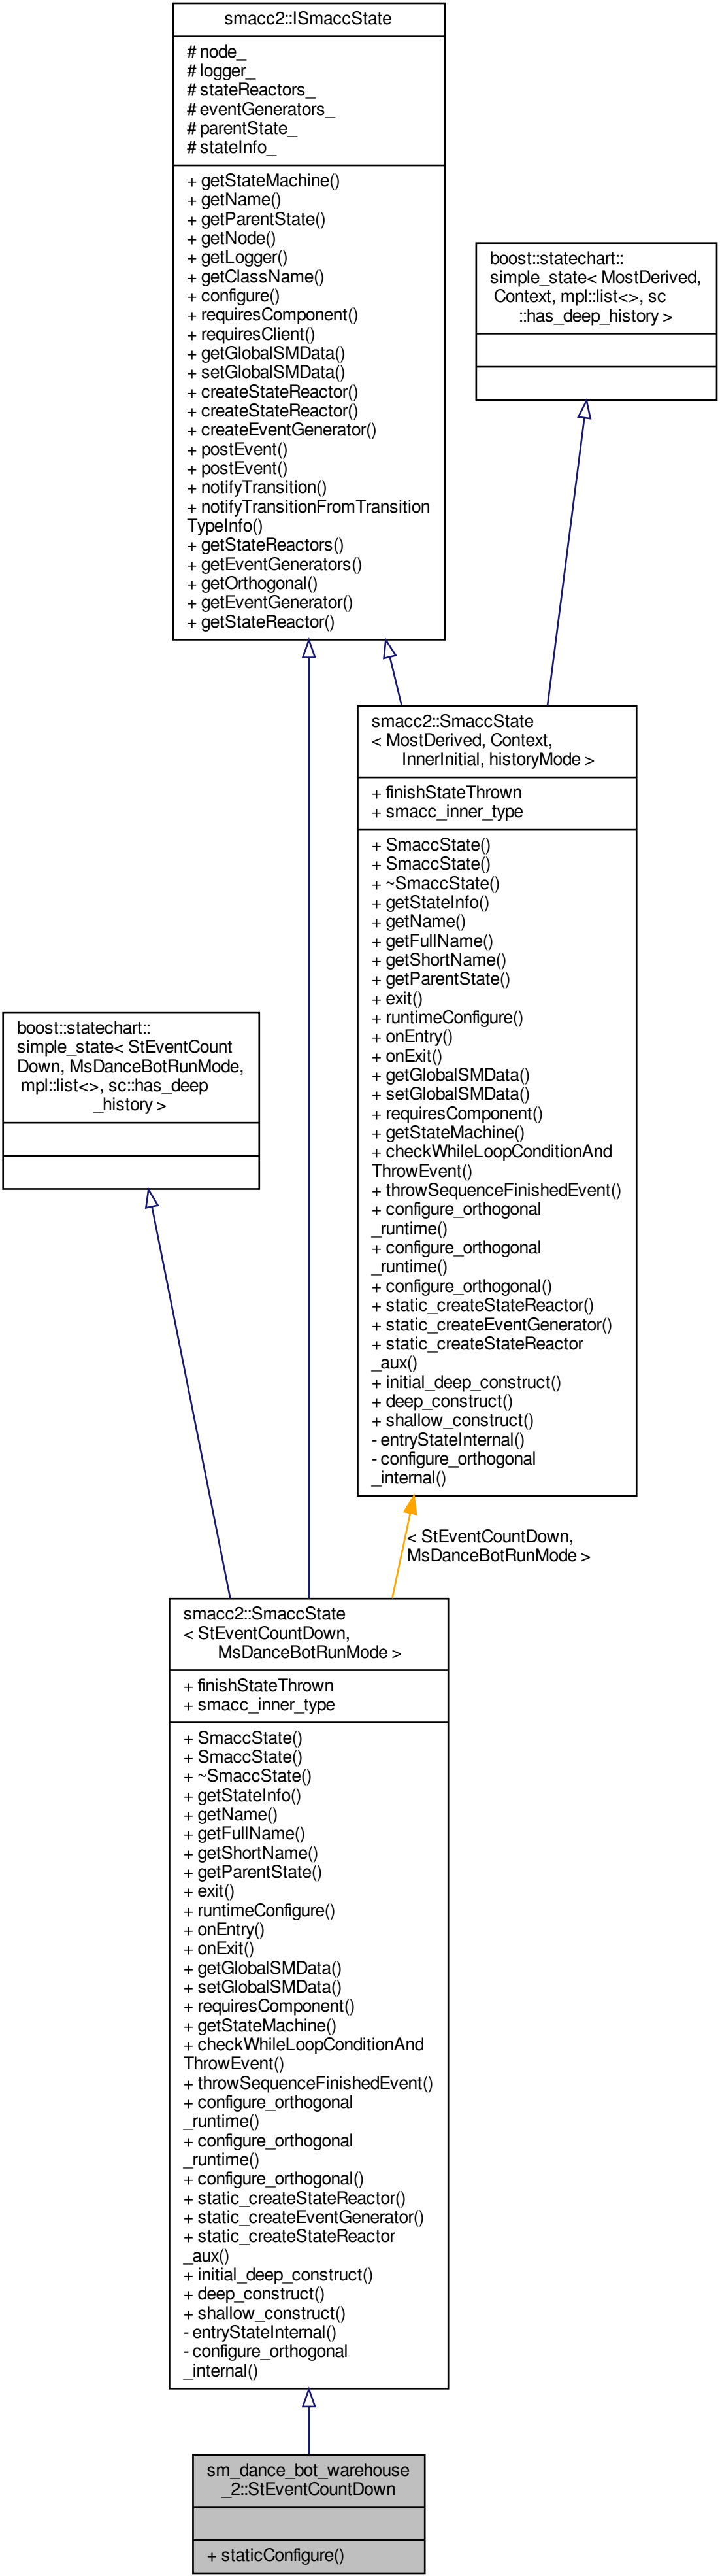 smacc2::ISmaccState
# node_
# logger_
# stateReactors_
# eventGenerators_
# parentState_
# stateInfo_
+ getStateMachine()
+ getName()
+ getParentState()
+ getNode()
+ getLogger()
+ getClassName()
+ configure()
+ requiresComponent()
+ requiresClient()
+ getGlobalSMData()
+ setGlobalSMData()
+ createStateReactor()
+ createStateReactor()
+ createEventGenerator()
+ postEvent()
+ postEvent()
+ notifyTransition()
+ notifyTransitionFromTransition
TypeInfo()
+ getStateReactors()
+ getEventGenerators()
+ getOrthogonal()
+ getEventGenerator()
+ getStateReactor()
boost::statechart::
simple_state< MostDerived,
Context, mpl::list<>, sc
::has_deep_history >
smacc2::SmaccState
< MostDerived, Context,
InnerInitial, historyMode >
+ finishStateThrown
+ smacc_inner_type
+ SmaccState()
+ SmaccState()
+ ~SmaccState()
+ getStateInfo()
+ getName()
+ getFullName()
+ getShortName()
+ getParentState()
+ exit()
+ runtimeConfigure()
+ onEntry()
+ onExit()
+ getGlobalSMData()
+ setGlobalSMData()
+ requiresComponent()
+ getStateMachine()
+ checkWhileLoopConditionAnd
ThrowEvent()
+ throwSequenceFinishedEvent()
+ configure_orthogonal
_runtime()
+ configure_orthogonal
_runtime()
+ configure_orthogonal()
+ static_createStateReactor()
+ static_createEventGenerator()
+ static_createStateReactor
_aux()
+ initial_deep_construct()
+ deep_construct()
+ shallow_construct()
- entryStateInternal()
- configure_orthogonal
_internal()
boost::statechart::
simple_state< StEventCount
Down, MsDanceBotRunMode,
mpl::list<>, sc::has_deep
_history >
< StEventCountDown,
MsDanceBotRunMode >
smacc2::SmaccState
< StEventCountDown,
MsDanceBotRunMode >
+ finishStateThrown
+ smacc_inner_type
+ SmaccState()
+ SmaccState()
+ ~SmaccState()
+ getStateInfo()
+ getName()
+ getFullName()
+ getShortName()
+ getParentState()
+ exit()
+ runtimeConfigure()
+ onEntry()
+ onExit()
+ getGlobalSMData()
+ setGlobalSMData()
+ requiresComponent()
+ getStateMachine()
+ checkWhileLoopConditionAnd
ThrowEvent()
+ throwSequenceFinishedEvent()
+ configure_orthogonal
_runtime()
+ configure_orthogonal
_runtime()
+ configure_orthogonal()
+ static_createStateReactor()
+ static_createEventGenerator()
+ static_createStateReactor
_aux()
+ initial_deep_construct()
+ deep_construct()
+ shallow_construct()
- entryStateInternal()
- configure_orthogonal
_internal()
sm_dance_bot_warehouse
_2::StEventCountDown
+ staticConfigure()